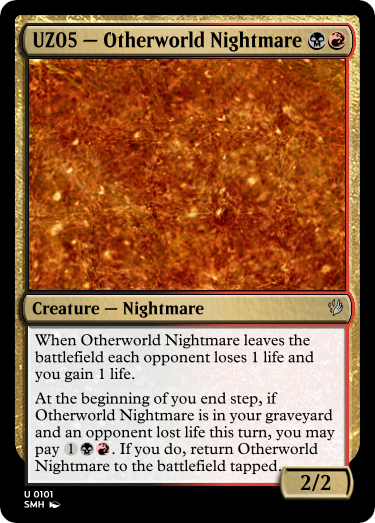 UZ05 — Otherworld Nightmare
Creature — Nightmare
When Otherworld Nightmare leaves the
battlefield each opponent loses 1 life and
you gain 1 life.
At the beginning of you end step, if
Otherworld Nightmare is in your graveyard
and an opponent lost life this turn, you may
pay 1. If you do, return Otherworld
Nightmare to the battlefield tapped.
2/2
U 0101
SMH